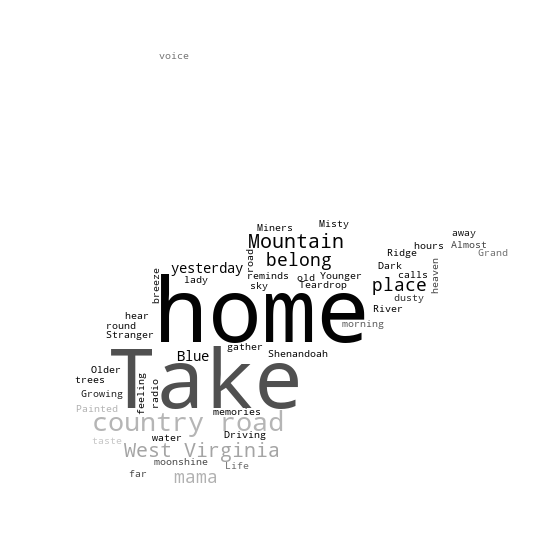 voice
Miners
Misty
Mountain
road
belong
away
hours
Almost
Ridge
Grand
yesterday
Dark
calls
heaven
breeze
lady
reminds
old
Younger
sky
Teardrop
place
dusty
home
River
hear
round
morning
Stranger
gather
Blue
Shenandoah
Take
Older
trees
feeling
radio
Growing
Painted
memories
country road
taste
water
Driving
West Virginia
moonshine
Life
far
mama